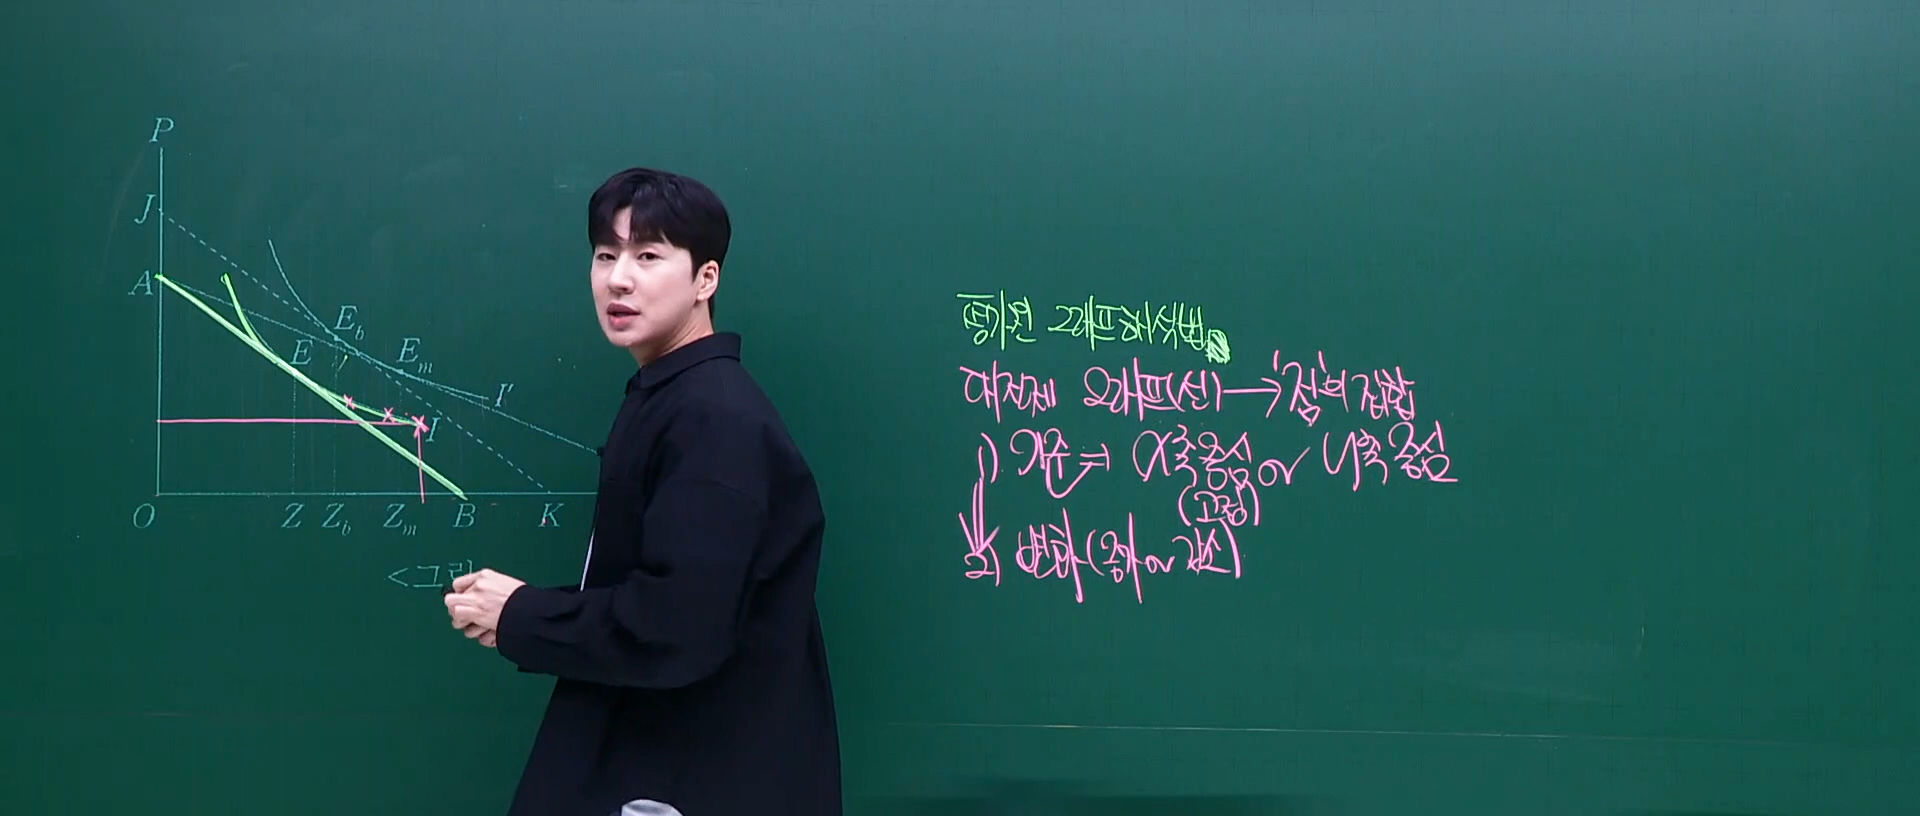 P
J
A
E_b
E
E_m
I'
I
O Z Z_b Z_m B K
<그림
평가원 그래프해석법
대전제 그래프(선) → '점'의 집합
1) 기준 ⇒ x축 중심 or y축 중심
(고정)
2) 변화 (증가 or 감소)